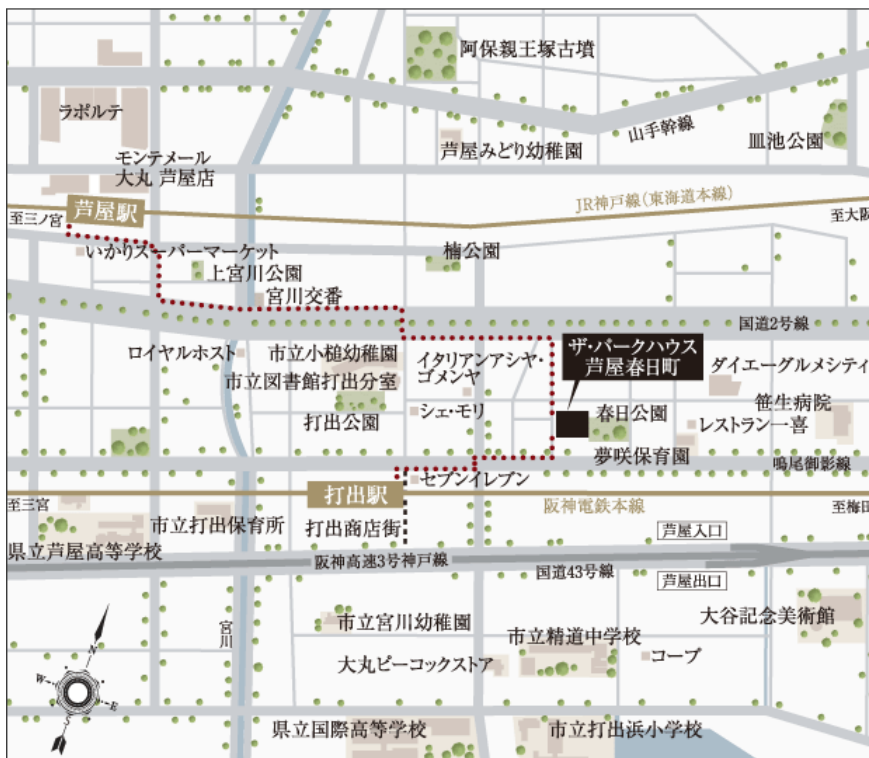 阿保親王塚古墳
ラポルテ
芦屋みどり幼稚園
山手幹線
皿池公園
モンテメール
大丸 芦屋店
芦屋駅
JR神戸線(東海道本線)
至三ノ宮
至大阪
いかりスーパーマーケット
上宮川公園
楠公園
宮川交番
国道2号線
ロイヤルホスト
市立小槌幼稚園
市立図書館打出分室
打出公園
イタリアンアシヤ・
ゴメンヤ
シェ・モリ
ザ・パークハウス
芦屋春日町
ダイエーグルメシティ
春日公園
笹生病院
レストラン一喜
夢咲保育園
鳴尾御影線
セブンイレブン
打出駅
阪神電鉄本線
至三宮
至梅田
市立打出保育所
打出商店街
県立芦屋高等学校
阪神高速3号神戸線
芦屋入口
国道43号線
芦屋出口
宮川
市立宮川幼稚園
大谷記念美術館
市立精道中学校
大丸ピーコックストア
コープ
県立国際高等学校
市立打出浜小学校
N
W
E
S